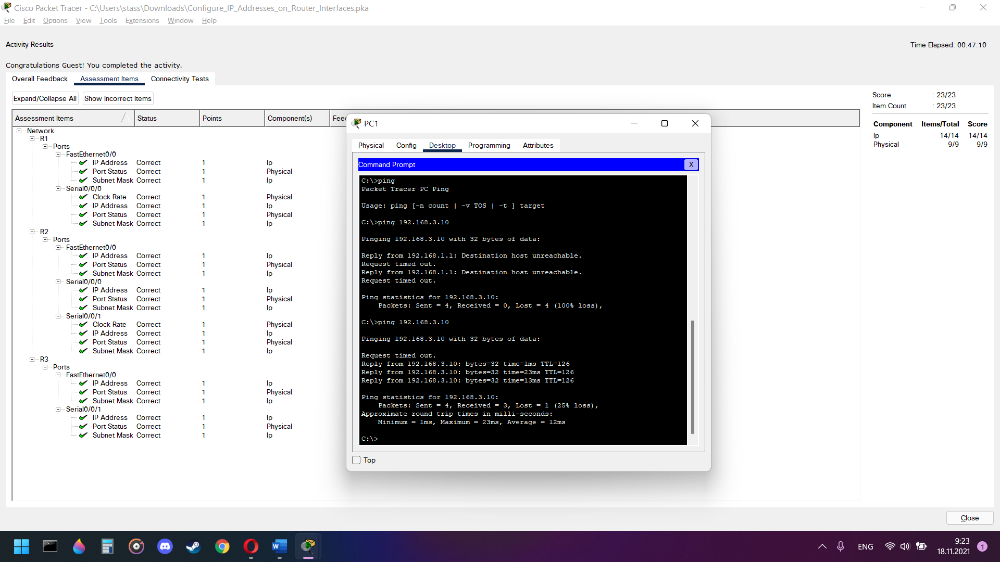 Cisco Packet Tracer - C:\Users\stass\Downloads\Configure_IP_Addresses_on_Router_Interfaces.pka
File Edit Options View Tools Extensions Window Help
Activity Results
Time Elapsed: 00:47:10
Congratulations Guest! You completed the activity.
Overall Feedback Assessment Items Connectivity Tests
Expand/Collapse All Show Incorrect Items
Assessment Items Status Points Component(s) Feed
Network
R1
Ports
FastEthernet0/0
IP Address Correct 1 Ip
Port Status Correct 1 Physical
Subnet Mask Correct 1 Ip
Serial0/0/0
Clock Rate Correct 1 Physical
IP Address Correct 1 Ip
Port Status Correct 1 Physical
Subnet Mask Correct 1 Ip
R2
Ports
FastEthernet0/0
IP Address Correct 1 Ip
Port Status Correct 1 Physical
Subnet Mask Correct 1 Ip
Serial0/0/0
IP Address Correct 1 Ip
Port Status Correct 1 Physical
Subnet Mask Correct 1 Ip
Serial0/0/1
Clock Rate Correct 1 Physical
IP Address Correct 1 Ip
Port Status Correct 1 Physical
Subnet Mask Correct 1 Ip
R3
Ports
FastEthernet0/0
IP Address Correct 1 Ip
Port Status Correct 1 Physical
Subnet Mask Correct 1 Ip
Serial0/0/1
IP Address Correct 1 Ip
Port Status Correct 1 Physical
Subnet Mask Correct 1 Ip
Score : 23/23
Item Count : 23/23
Component Items/Total Score
Ip 14/14 14/14
Physical 9/9 9/9
PC1
Physical Config Desktop Programming Attributes
Command Prompt X
C:\>ping
Packet Tracer PC Ping
Usage: ping [-n count | -v TOS | -t ] target
C:\>ping 192.168.3.10
Pinging 192.168.3.10 with 32 bytes of data:
Reply from 192.168.1.1: Destination host unreachable.
Request timed out.
Reply from 192.168.1.1: Destination host unreachable.
Request timed out.
Ping statistics for 192.168.3.10:
Packets: Sent = 4, Received = 0, Lost = 4 (100% loss),
C:\>ping 192.168.3.10
Pinging 192.168.3.10 with 32 bytes of data:
Request timed out.
Reply from 192.168.3.10: bytes=32 time=1ms TTL=126
Reply from 192.168.3.10: bytes=32 time=23ms TTL=126
Reply from 192.168.3.10: bytes=32 time=13ms TTL=126
Ping statistics for 192.168.3.10:
Packets: Sent = 4, Received = 3, Lost = 1 (25% loss),
Approximate round trip times in milli-seconds:
Minimum = 1ms, Maximum = 23ms, Average = 12ms
C:\>
Top
Close
W
ENG
9:23
18.11.2021
1